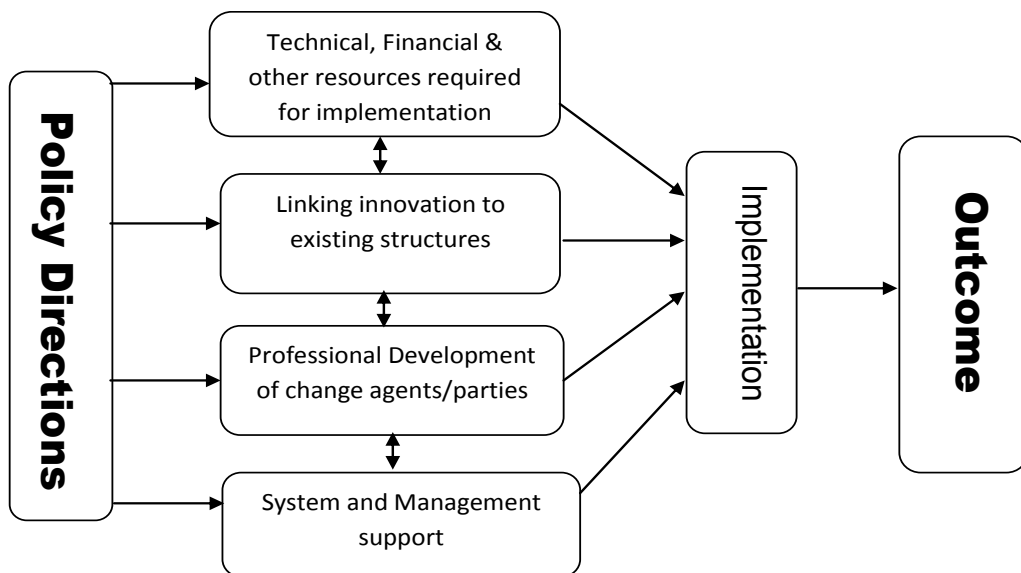 Policy Directions
Technical, Financial &
other resources required
for implementation
Linking innovation to
existing structures
Professional Development
of change agents/parties
System and Management
support
Implementation
Outcome